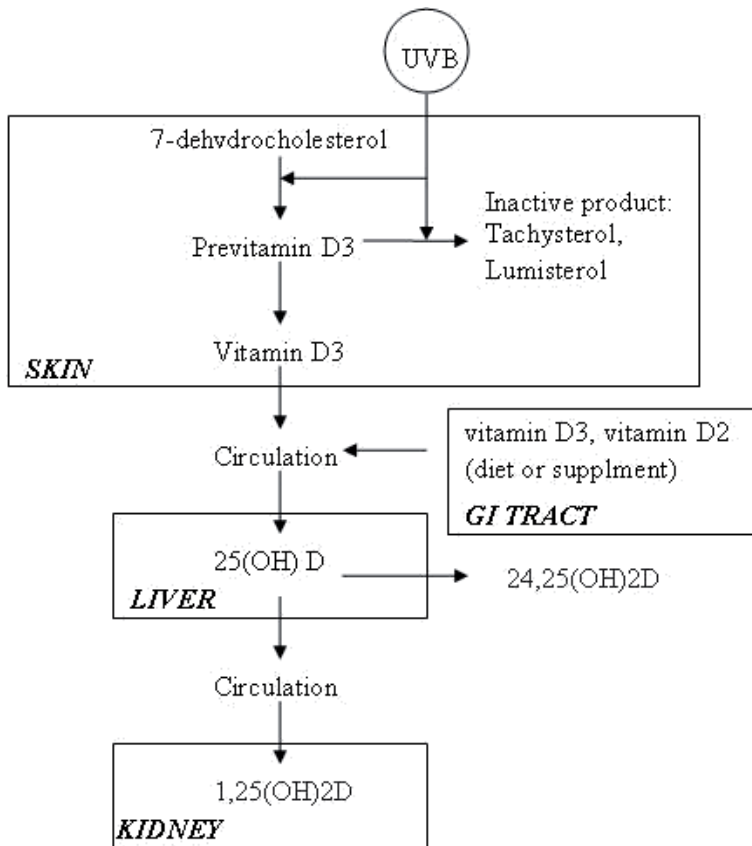 UVB
7-dehydrocholesterol
Inactive product:
Tachysterol,
Lumisterol
Previtamin D3
Vitamin D3
SKIN
vitamin D3, vitamin D2
(diet or supplment)
GI TRACT
Circulation
25(OH) D
LIVER
24,25(OH)2D
Circulation
1,25(OH)2D
KIDNEY